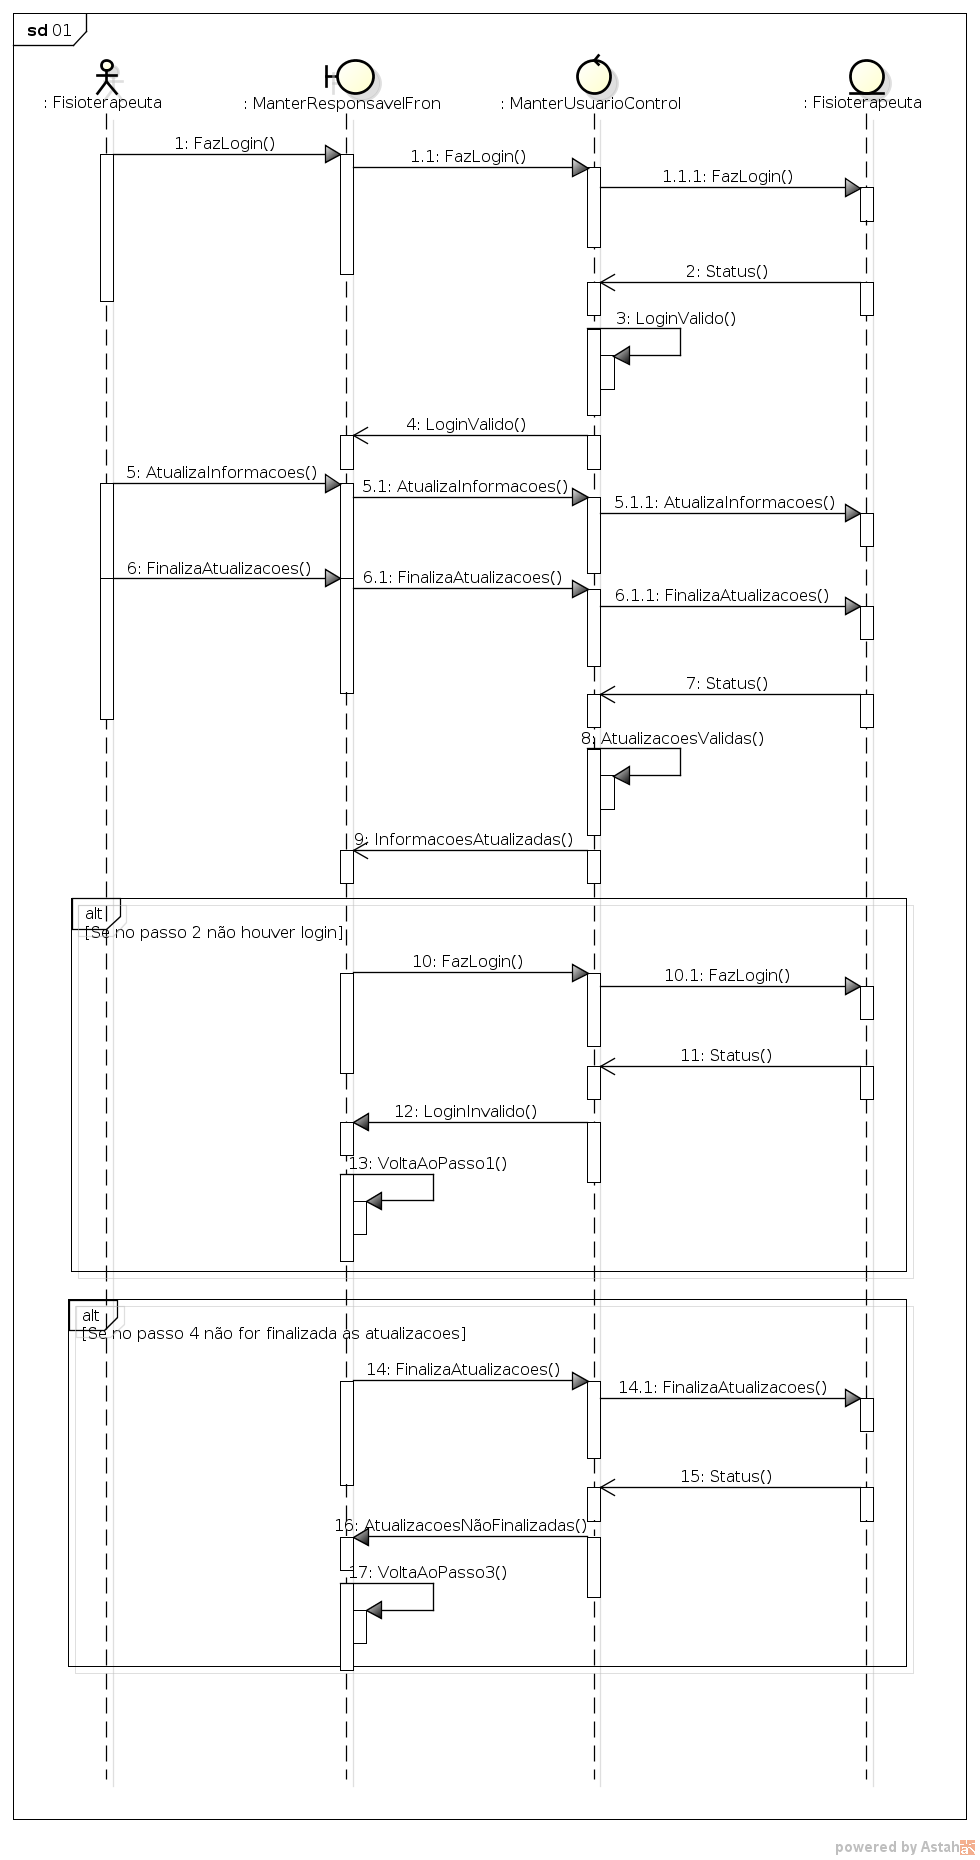 sd 01
: Fisioterapeuta
: ManterResponsavelFron
: ManterUsuarioControl
: Fisioterapeuta
1: FazLogin()
1.1: FazLogin()
1.1.1: FazLogin()
2: Status()
3: LoginValido()
4: LoginValido()
5: AtualizaInformacoes()
5.1: AtualizaInformacoes()
5.1.1: AtualizaInformacoes()
6: FinalizaAtualizacoes()
6.1: FinalizaAtualizacoes()
6.1.1: FinalizaAtualizacoes()
7: Status()
8: AtualizacoesValidas()
9: InformacoesAtualizadas()
alt
[Se no passo 2 não houver login]
10: FazLogin()
10.1: FazLogin()
11: Status()
12: LoginInvalido()
13: VoltaAoPasso1()
alt
[Se no passo 4 não for finalizada as atualizacoes]
14: FinalizaAtualizacoes()
14.1: FinalizaAtualizacoes()
15: Status()
16: AtualizacoesNãoFinalizadas()
17: VoltaAoPasso3()
powered by Astah